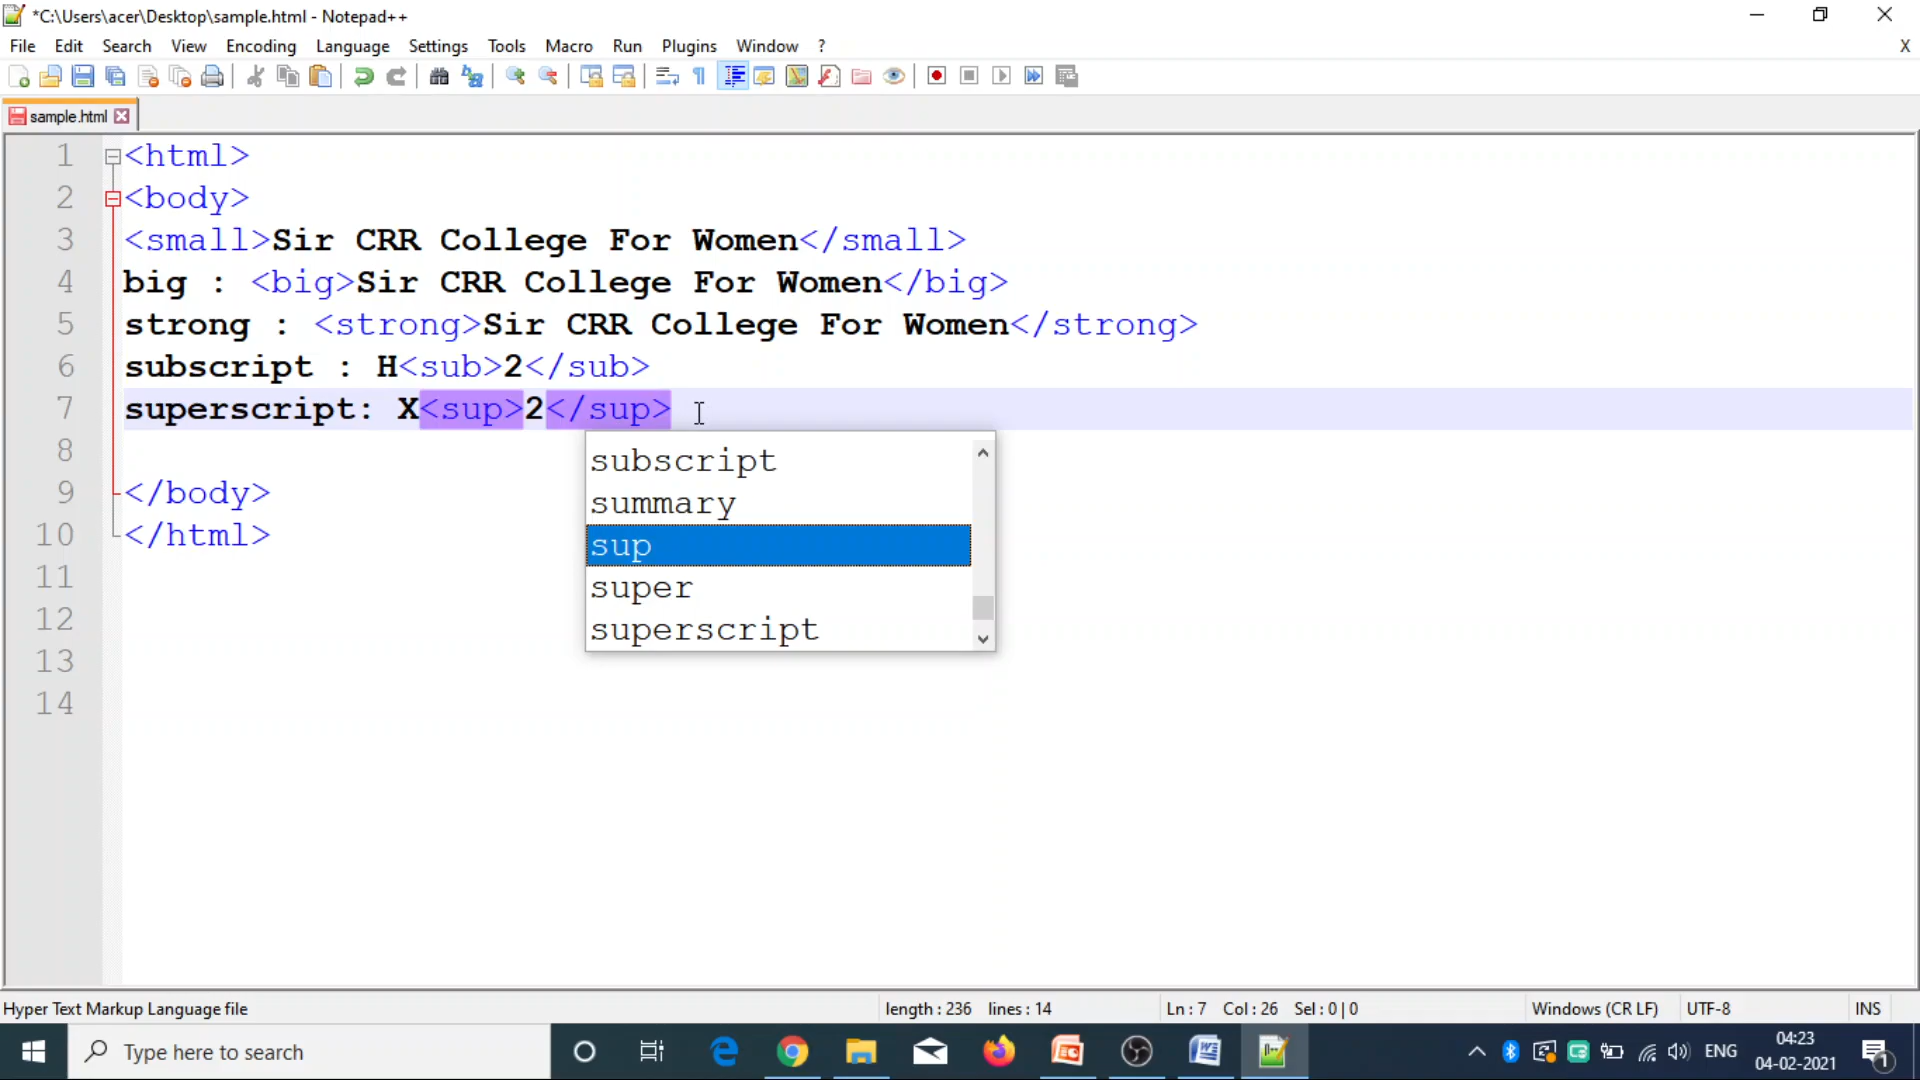 *C:\Users\acer\Desktop\sample.html - Notepad++
File Edit Search View Encoding Language Settings Tools Macro Run Plugins Window ? X
sample.html
1 <html>
2 <body>
3 <small>Sir CRR College For Women</small>
4 big : <big>Sir CRR College For Women</big>
5 strong : <strong>Sir CRR College For Women</strong>
6 subscript : H<sub>2</sub>
7 superscript: X<sup>2</sup>
8
subscript
9 </body>
summary
10 </html>
sup
11
super
12
superscript
13
14
Hyper Text Markup Language file length : 236 lines : 14 Ln : 7 Col : 26 Sel : 0 | 0 Windows (CR LF) UTF-8 INS
Type here to search
ENG
04:23
04-02-2021
1